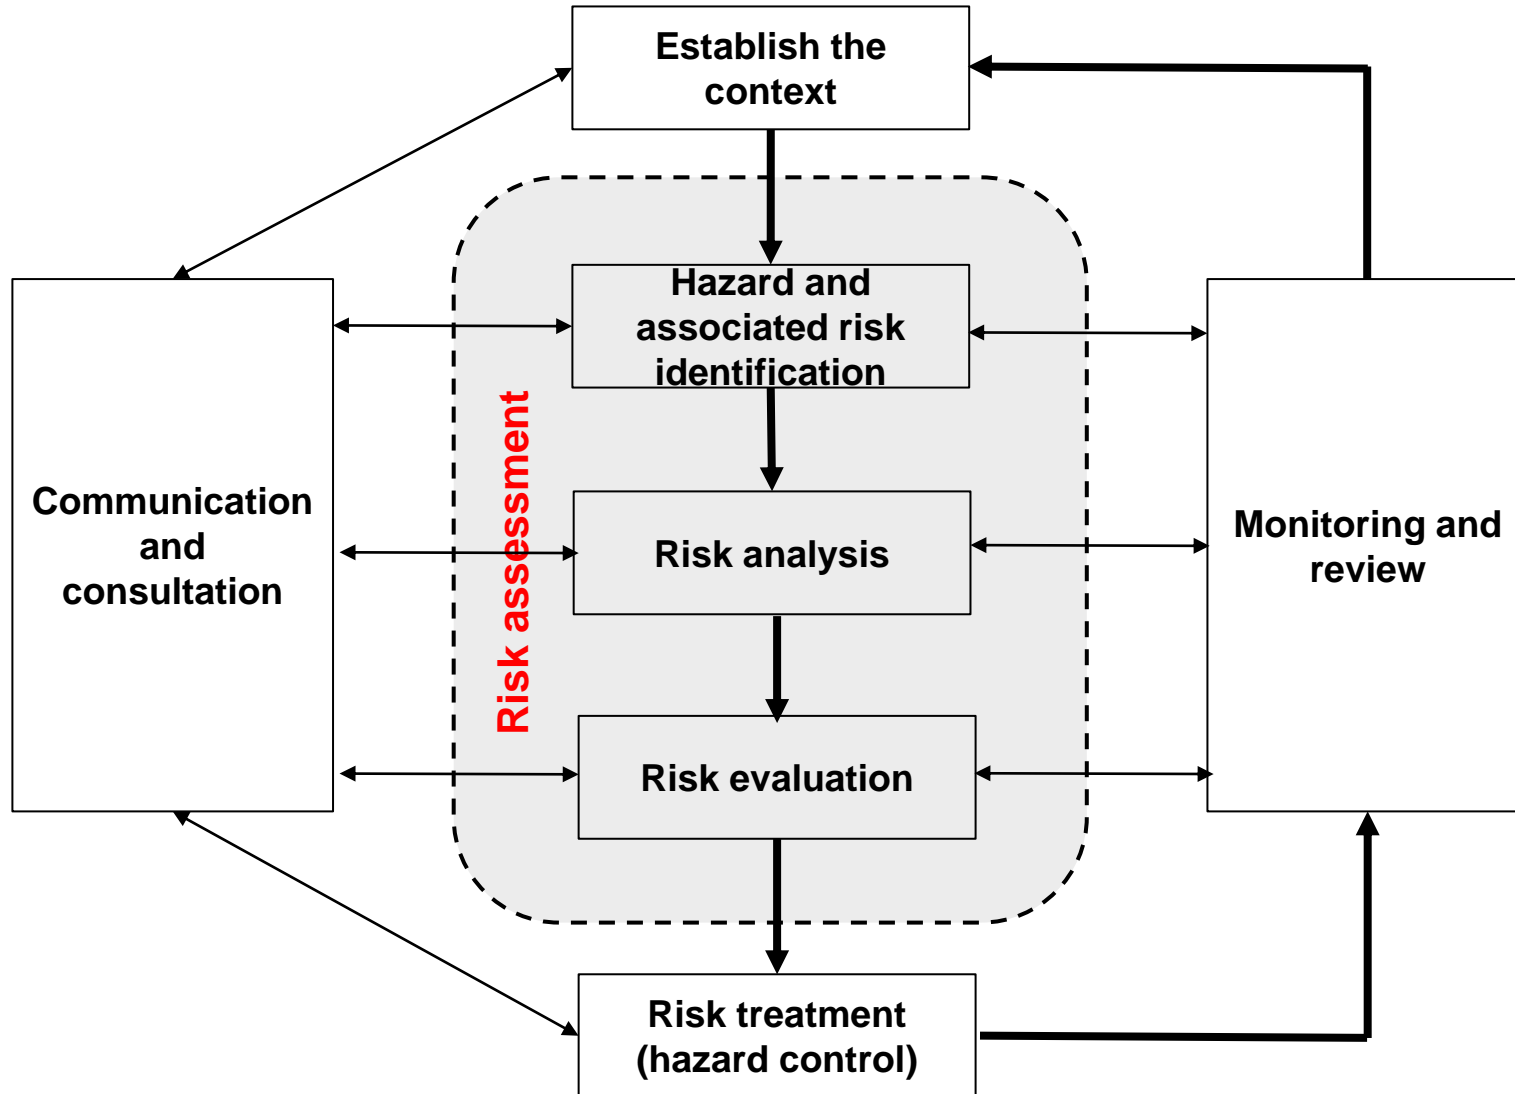 Establish the
context
Hazard and
associated risk
identification
Risk assessment
Communication
and
consultation
Risk analysis
Monitoring and
review
Risk evaluation
Risk treatment
(hazard control)